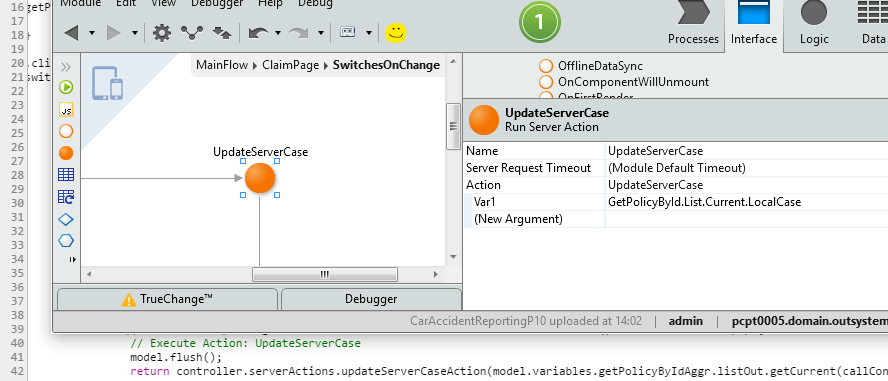 16
getP
17
18
}
19
20
.cli
21
swit
22
23
24
25
26
27
28
29
30
31
32
33
34
35
36
37
38
39
Module Edit View Debugger Help Debug
1
Processes Interface Logic Data
JS
MainFlow ClaimPage SwitchesOnChange
UpdateServerCase
OfflineDataSync
OnComponentWillUnmount
OnFirstRender
UpdateServerCase
Run Server Action
Name UpdateServerCase
Server Request Timeout (Module Default Timeout)
Action UpdateServerCase
Var1 GetPolicyById.List.Current.LocalCase
(New Argument)
TrueChange™ Debugger
CarAccidentReportingP10 uploaded at 14:02 | admin | pcpt0005.domain.outsystem
40 // Execute Action: UpdateServerCase
41 model.flush();
42 return controller.serverActions.updateServerCaseAction(model.variables.getPolicyByIdAggr.listOut.getCurrent(callCon